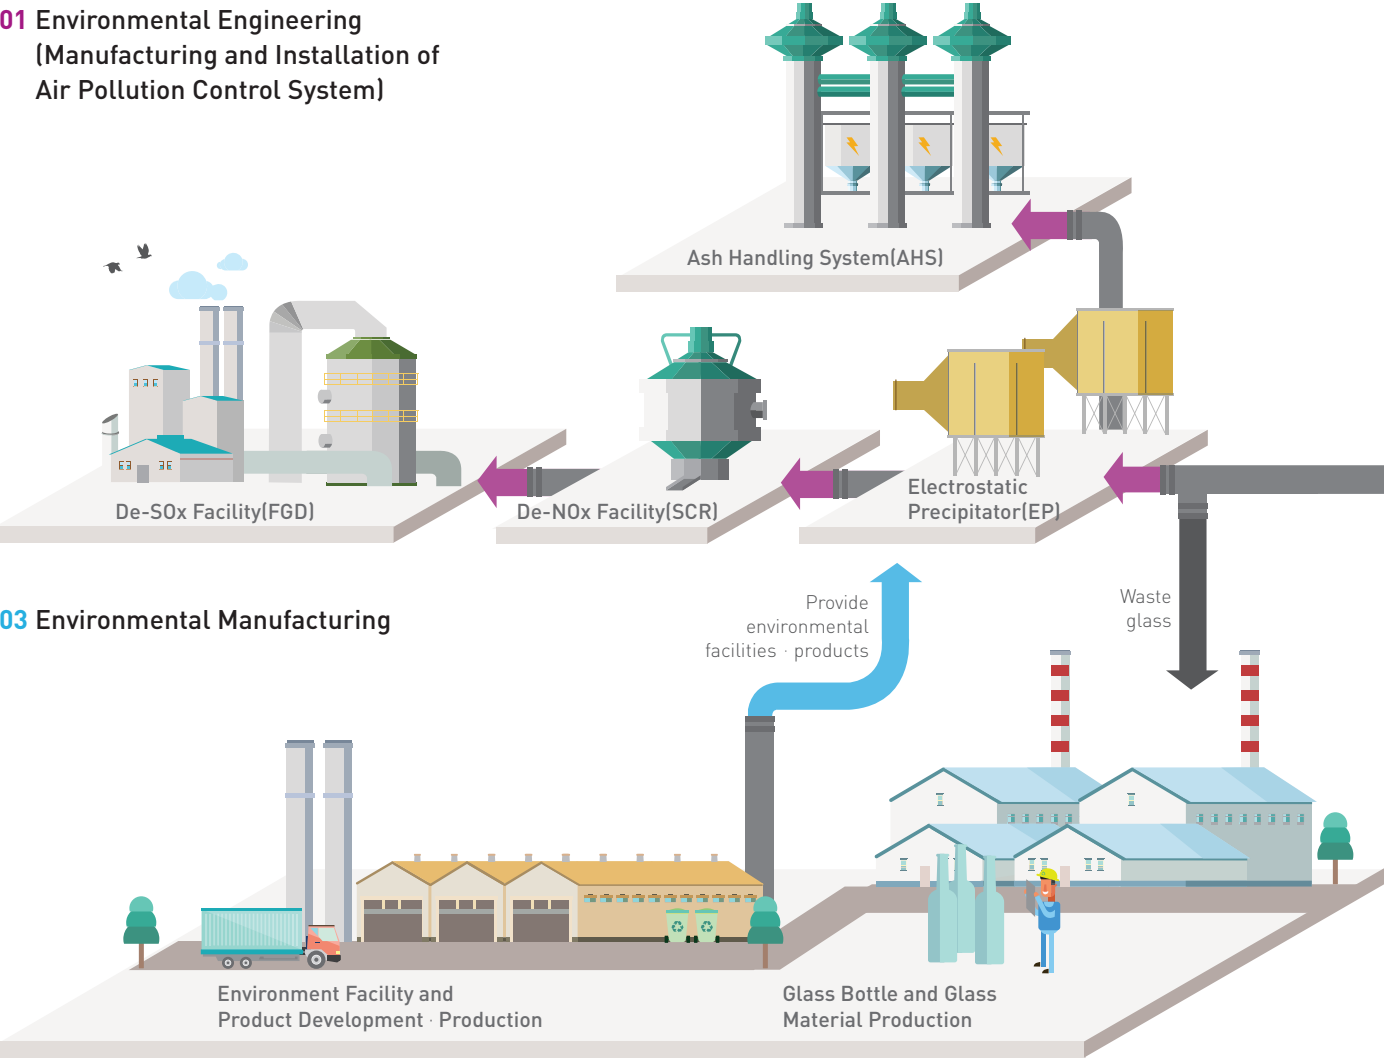 01 Environmental Engineering
(Manufacturing and Installation of
Air Pollution Control System)
Ash Handling System(AHS)
De-SOx Facility(FGD)
De-NOx Facility(SCR)
Electrostatic
Precipitator(EP)
03 Environmental Manufacturing
Provide
environmental
facilities · products
Waste
glass
Environment Facility and
Product Development · Production
Glass Bottle and Glass
Material Production